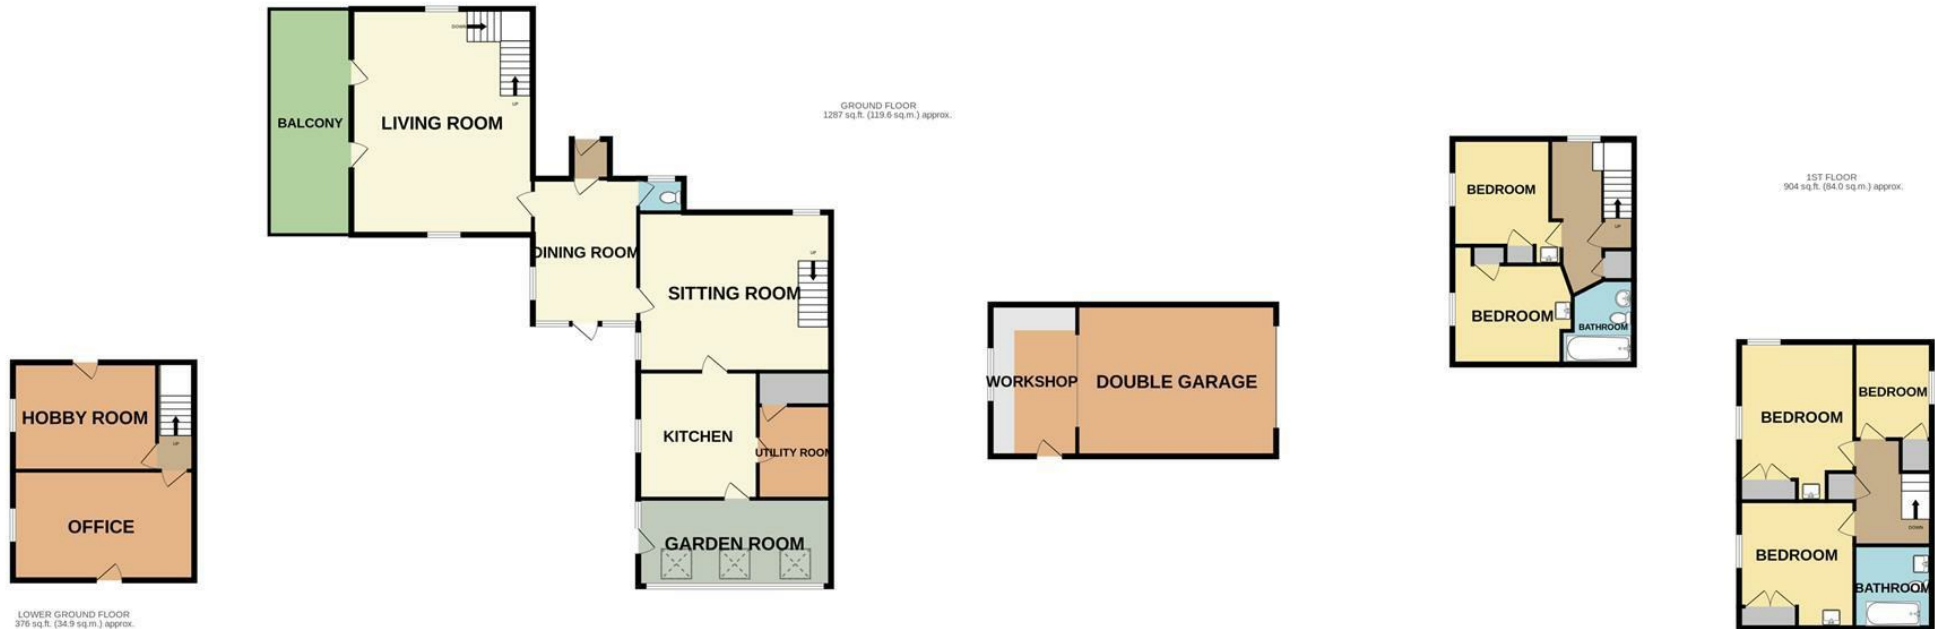 DOWN
UP
BALCONY
LIVING ROOM
GROUND FLOOR
1287 sq.ft. (119.6 sq.m.) approx.
DINING ROOM
UP
SITTING ROOM
KITCHEN
UTILITY ROOM
GARDEN ROOM
HOBBY ROOM
UP
OFFICE
LOWER GROUND FLOOR
376 sq.ft. (34.9 sq.m.) approx.
WORKSHOP
DOUBLE GARAGE
BEDROOM
UP
BEDROOM
BATHROOM
1ST FLOOR
904 sq.ft. (84.0 sq.m.) approx.
BEDROOM
BEDROOM
DOWN
BEDROOM
BATHROOM